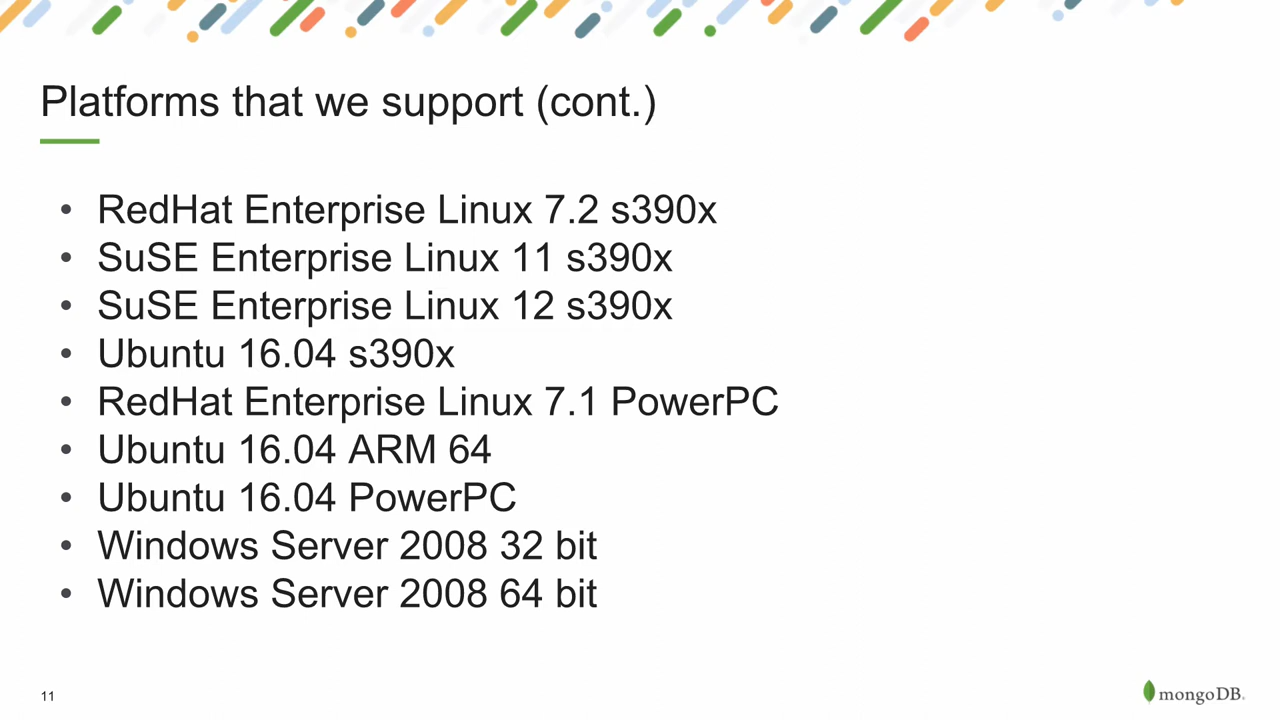 Platforms that we support (cont.)
• RedHat Enterprise Linux 7.2 s390x
• SuSE Enterprise Linux 11 s390x
• SuSE Enterprise Linux 12 s390x
• Ubuntu 16.04 s390x
• RedHat Enterprise Linux 7.1 PowerPC
• Ubuntu 16.04 ARM 64
• Ubuntu 16.04 PowerPC
• Windows Server 2008 32 bit
• Windows Server 2008 64 bit
11
mongoDB.